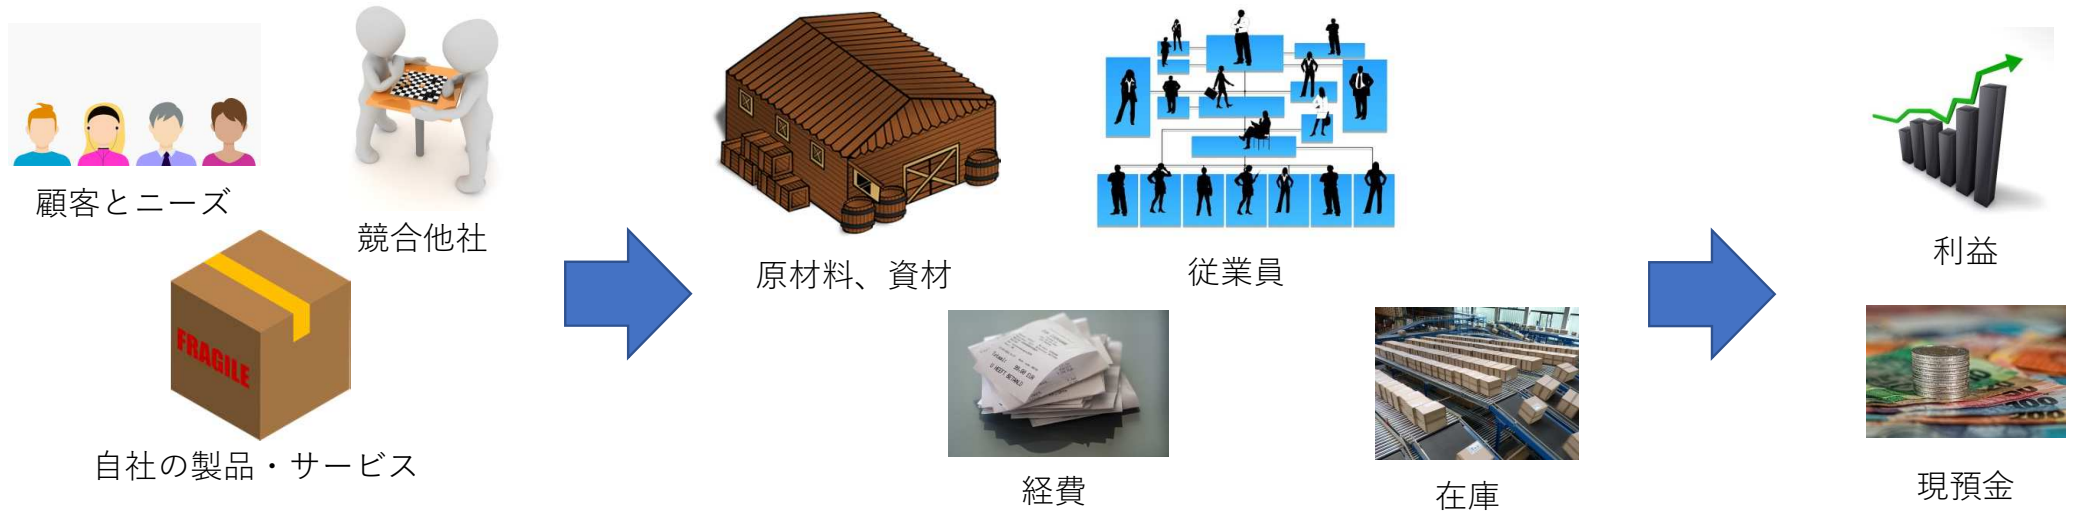 顧客とニーズ
競合他社
FRAGILE
自社の製品・サービス
原材料、資材
従業員
経費
在庫
利益
現預金